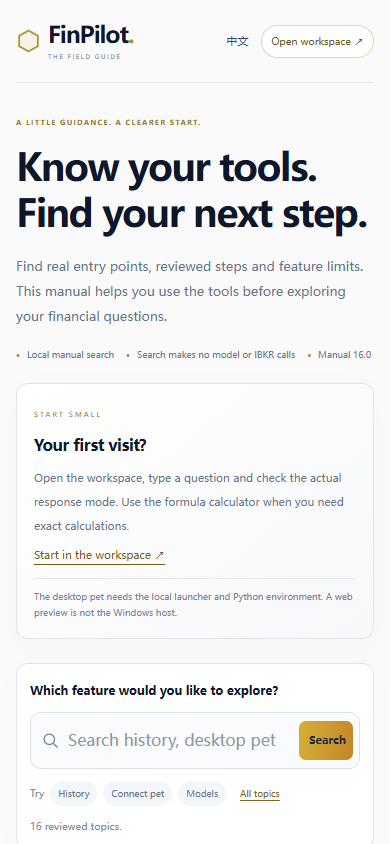 FinPilot.
THE FIELD GUIDE
中文
Open workspace ↗
A LITTLE GUIDANCE. A CLEARER START.
Know your tools.
Find your next step.
Find real entry points, reviewed steps and feature limits.
This manual helps you use the tools before exploring
your financial questions.
• Local manual search • Search makes no model or IBKR calls • Manual 16.0
START SMALL
Your first visit?
Open the workspace, type a question and check the actual
response mode. Use the formula calculator when you need
exact calculations.
Start in the workspace ↗
The desktop pet needs the local launcher and Python environment. A web
preview is not the Windows host.
Which feature would you like to explore?
Search history, desktop pet
Search
Try History Connect pet Models All topics
16 reviewed topics.